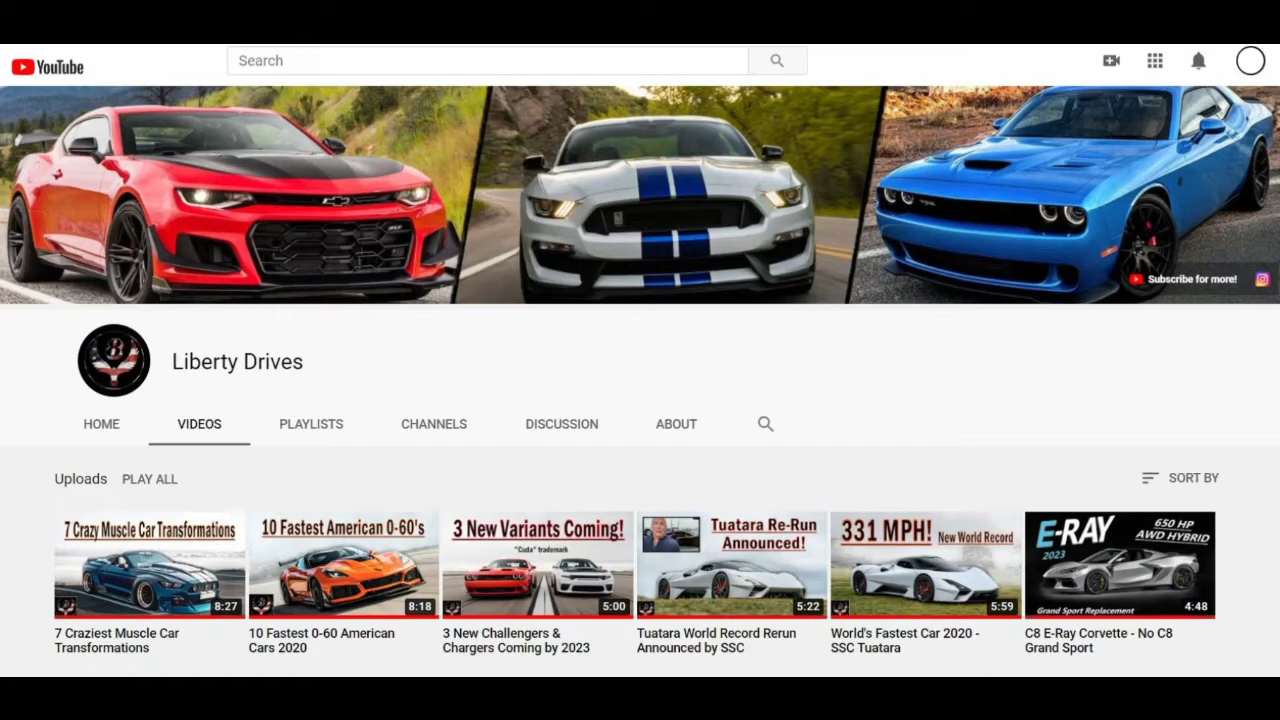 YouTube
Search
Subscribe for more!
8
Liberty Drives
HOME VIDEOS PLAYLISTS CHANNELS DISCUSSION ABOUT
Uploads PLAY ALL SORT BY
7 Crazy Muscle Car Transformations
8:27
7 Craziest Muscle Car
Transformations
10 Fastest American 0-60's
8:18
10 Fastest 0-60 American
Cars 2020
3 New Variants Coming!
"Cuda" trademark
5:00
3 New Challengers &
Chargers Coming by 2023
Tuatara Re-Run
Announced!
5:22
Tuatara World Record Rerun
Announced by SSC
331 MPH! New World Record
5:59
World's Fastest Car 2020 -
SSC Tuatara
E-RAY
2023
650 HP
AWD HYBRID
Grand Sport Replacement
4:48
C8 E-Ray Corvette - No C8
Grand Sport